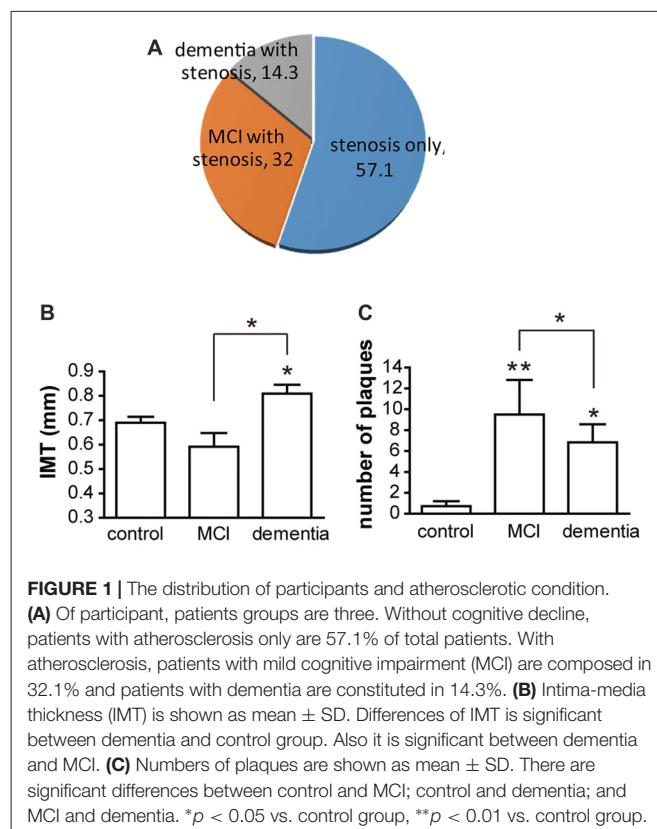 A
dementia with
stenosis, 14.3
MCI with
stenosis, 32
stenosis only,
57.1
B
*
*
0.9
0.8
0.7
0.6
0.5
0.4
0.3
IMT (mm)
control MCI dementia
C
*
**
*
14
12
10
8
6
4
2
0
number of plaques
control MCI dementia
FIGURE 1 | The distribution of participants and atherosclerotic condition.
(A) Of participant, patients groups are three. Without cognitive decline,
patients with atherosclerosis only are 57.1% of total patients. With
atherosclerosis, patients with mild cognitive impairment (MCI) are composed in
32.1% and patients with dementia are constituted in 14.3%. (B) Intima-media
thickness (IMT) is shown as mean ± SD. Differences of IMT is significant
between dementia and control group. Also it is significant between dementia
and MCI. (C) Numbers of plaques are shown as mean ± SD. There are
significant differences between control and MCI; control and dementia; and
MCI and dementia. *p < 0.05 vs. control group, **p < 0.01 vs. control group.